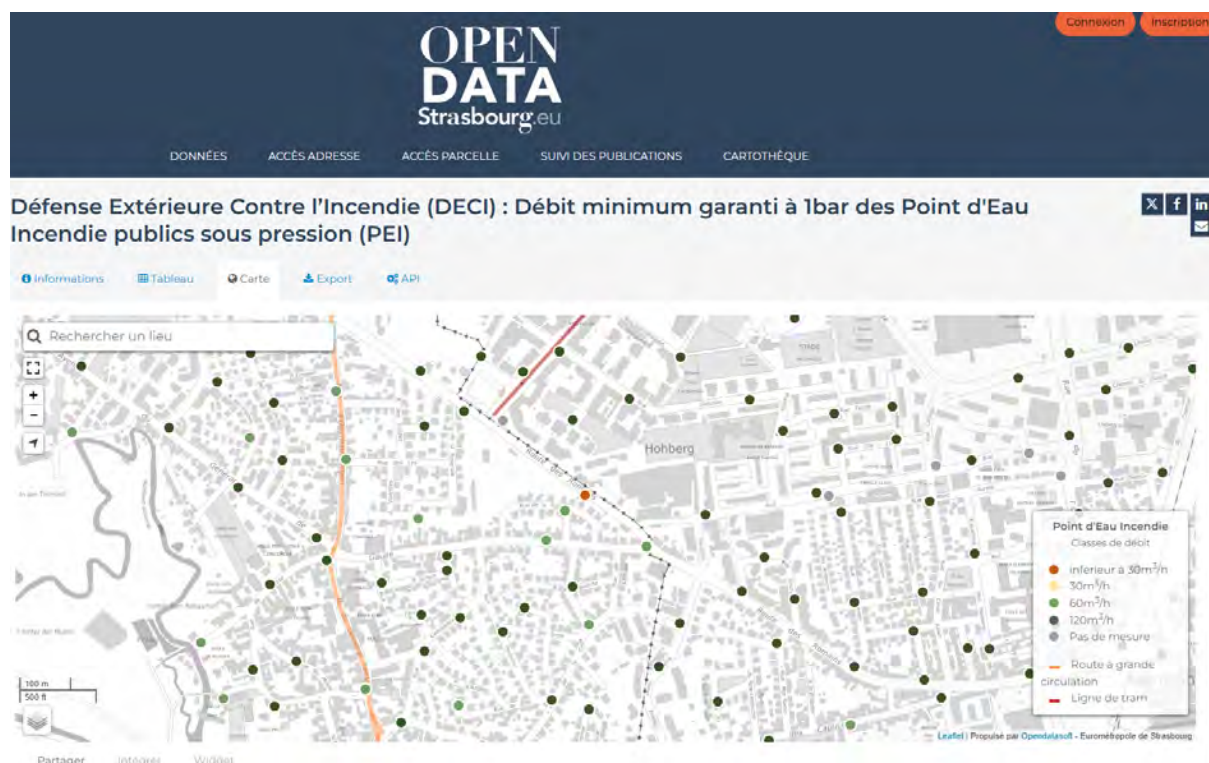 Connexion
Inscription
OPEN
DATA
Strasbourg.eu
DONNÉES
ACCÈS ADRESSE
ACCÈS PARCELLE
SUIVI DES PUBLICATIONS
CARTOTHÈQUE
Défense Extérieure Contre l'Incendie (DECI) : Débit minimum garanti à 1bar des Point d'Eau
Incendie publics sous pression (PEI)
Informations
Tableau
Carte
Export
API
Rechercher un lieu
+
-
STADE
Hohberg
Point d'Eau Incendie
Classes de débit
inferieur à 30m³/h
30m³/h
60m³/h
120m³/h
Pas de mesure
Route à grande
circulation
Ligne de tram
100 m
500 ft
Leaflet | Propulsé par Opendatasoft - Eurométropole de Strasbourg
Partager
Intégrer
Widget